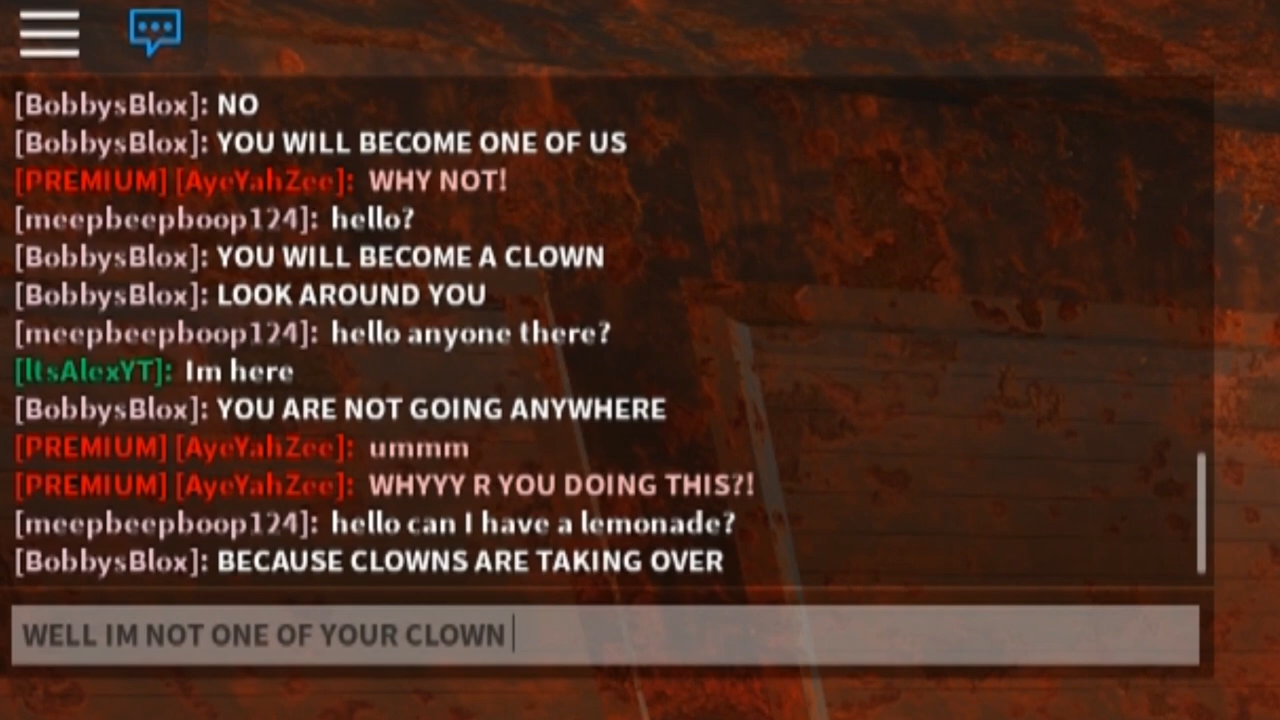 [BobbysBlox]: NO
[BobbysBlox]: YOU WILL BECOME ONE OF US
[PREMIUM] [AyeYahZee]: WHY NOT!
[meepbeepboop124]: hello?
[BobbysBlox]: YOU WILL BECOME A CLOWN
[BobbysBlox]: LOOK AROUND YOU
[meepbeepboop124]: hello anyone there?
[ItsAlexYT]: Im here
[BobbysBlox]: YOU ARE NOT GOING ANYWHERE
[PREMIUM] [AyeYahZee]: ummm
[PREMIUM] [AyeYahZee]: WHYYY R YOU DOING THIS?!
[meepbeepboop124]: hello can I have a lemonade?
[BobbysBlox]: BECAUSE CLOWNS ARE TAKING OVER
WELL IM NOT ONE OF YOUR CLOWN